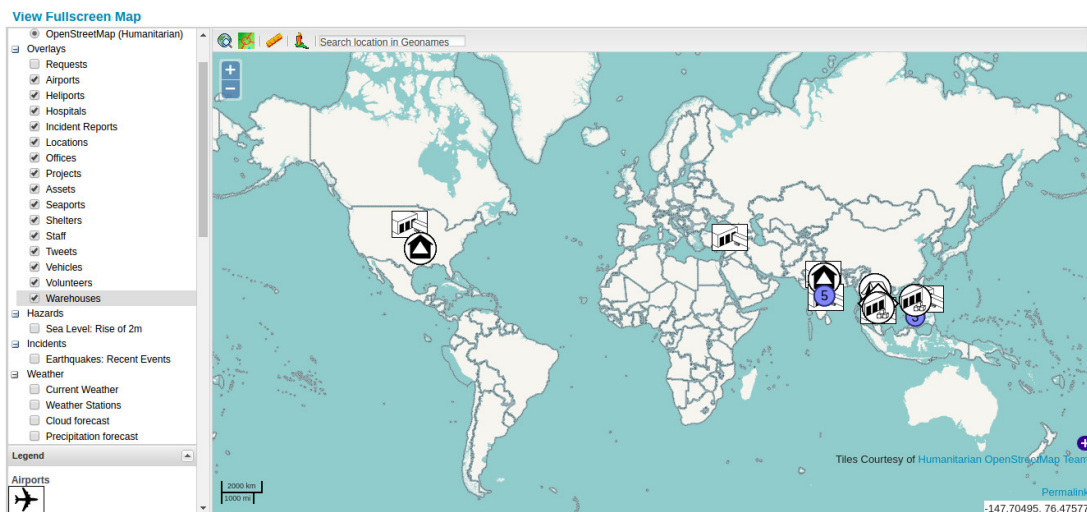 View Fullscreen Map
OpenStreetMap (Humanitarian)
Overlays
Requests
Airports
Heliports
Hospitals
Incident Reports
Locations
Offices
Projects
Assets
Seaports
Shelters
Staff
Tweets
Vehicles
Volunteers
Warehouses
Hazards
Sea Level: Rise of 2m
Incidents
Earthquakes: Recent Events
Weather
Current Weather
Weather Stations
Cloud forecast
Precipitation forecast
Legend
Airports
Search location in Geonames
+
−
5
5
2000 km
1000 mi
Tiles Courtesy of Humanitarian OpenStreetMap Team
Permalink
-147.70495, 76.47577